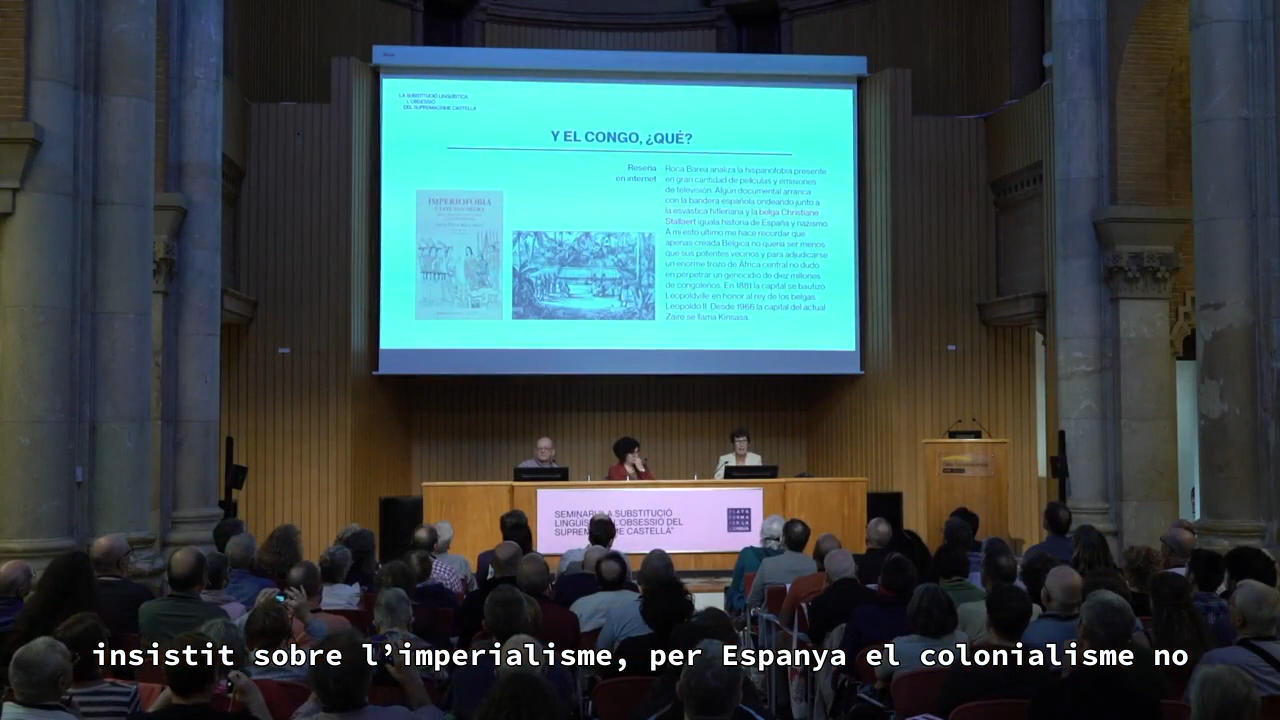 LA SUBSTITUCIÓ LINGÜÍSTICA,
L'OBSESSIÓ
DEL SUPREMACISME CASTELLÀ
Y EL CONGO, ¿QUÉ?
Reseña
en internet
Roca Barea analiza la hispanofobia presente
en gran cantidad de películas y emisiones
de televisión. Algún documental arranca
con la bandera española ondeando junto a
la esvástica hitleriana y la belga Christiane
Stallaert iguala historia de España y nazismo.
A mi esto ultimo me hace recordar que
apenas creada Bélgica no quería ser menos
que sus potentes vecinos y para adjudicarse
un enorme trozo de África central no dudó
en perpetrar un genocidio de diez millones
de congoleños. En 1881 la capital se bautizó
Leopoldville en honor al rey de los belgas
Leopoldo II. Desde 1966 la capital del actual
Zaire se llama Kinsasa.
IMPERIOFOBIA
SEMINARI
SUBSTITUCIÓ
L'OBSESSIÓ DEL
CASTELLÀ"
insistit sobre l’imperialisme, per Espanya el colonialisme no